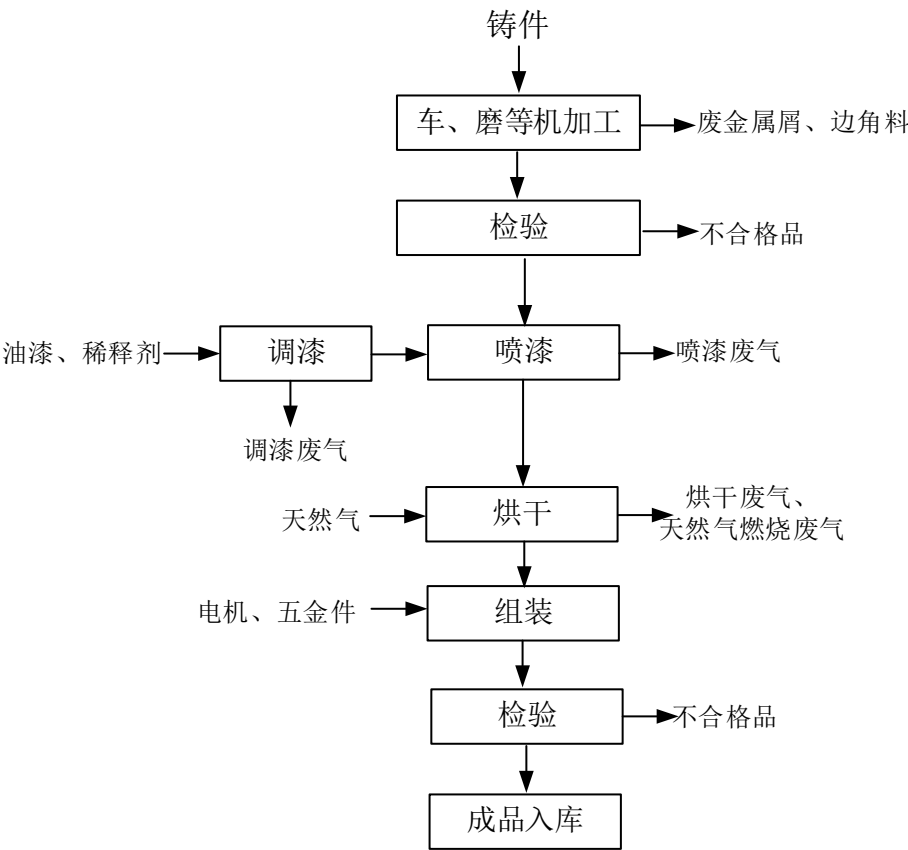 铸件
车、磨等机加工
废金属屑、边角料
检验
不合格品
油漆、稀释剂
调漆
喷漆
喷漆废气
调漆废气
天然气
烘干
烘干废气、
天然气燃烧废气
电机、五金件
组装
检验
不合格品
成品入库